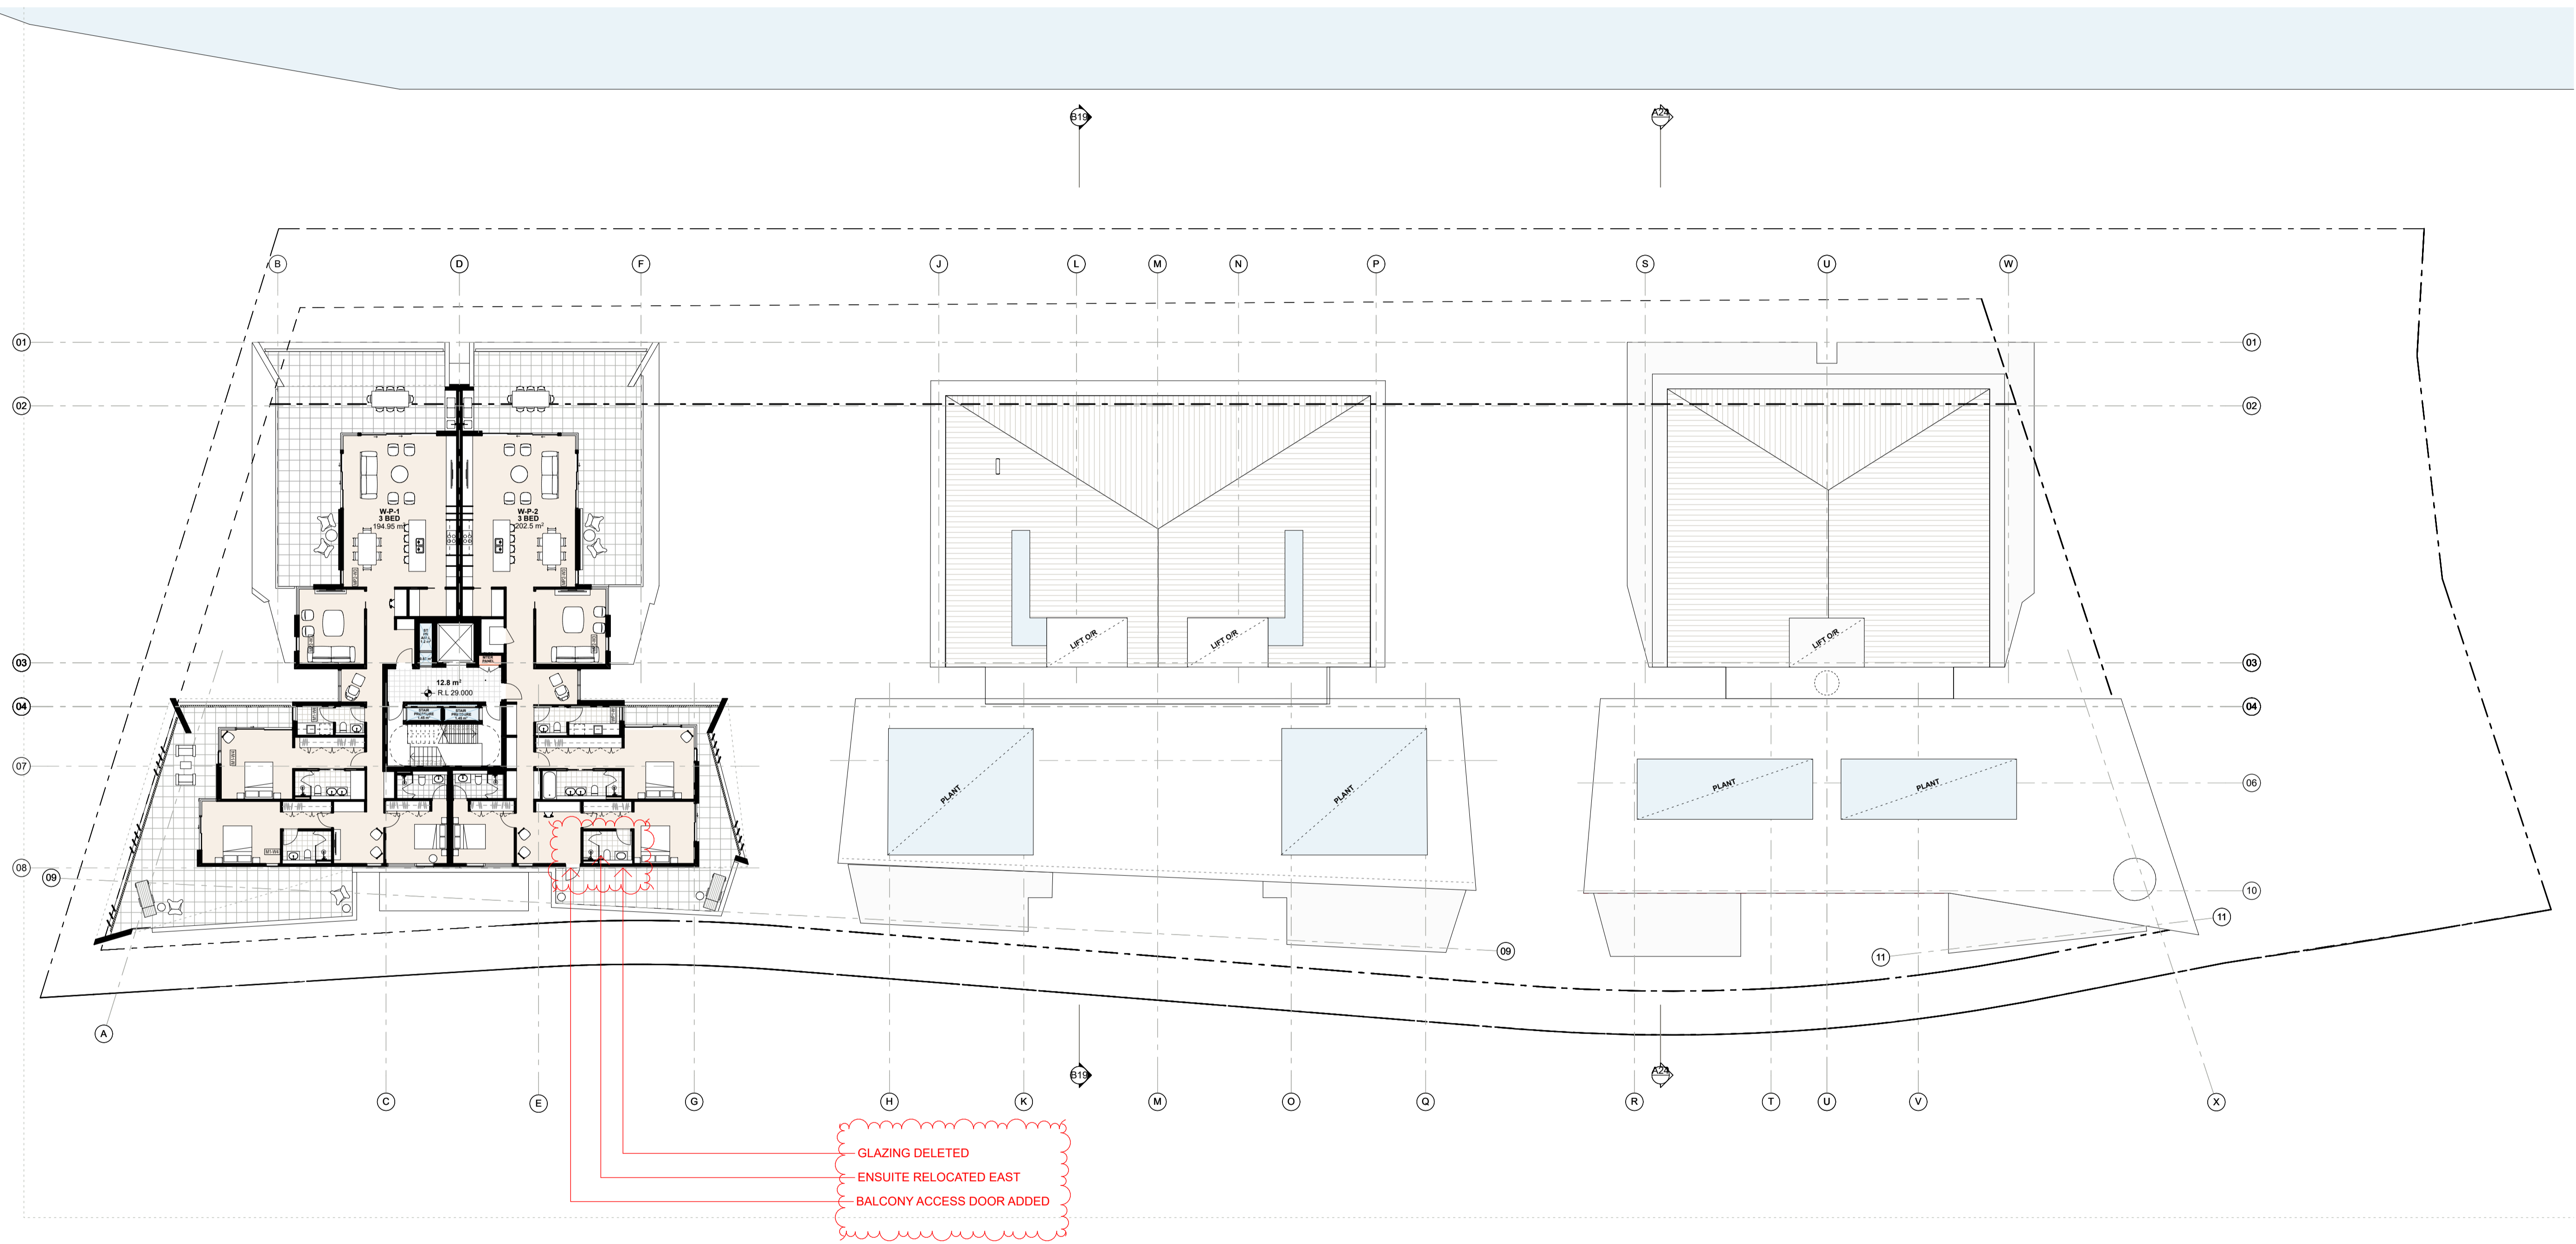 B19
A24
B
D
F
J
L
M
N
P
S
U
W
01
01
02
02
W-P-1
3 BED
194.95 m²
W-P-2
3 BED
202.5 m²
LIFT O/R
LIFT O/R
LIFT O/R
03
03
12.8 m²
R.L 29.000
04
04
STAIR
STAIR
07
06
PLANT
PLANT
PLANT
PLANT
08
09
10
11
09
11
A
B19
A24
C
E
G
H
K
M
O
Q
R
T
U
V
X
GLAZING DELETED
ENSUITE RELOCATED EAST
BALCONY ACCESS DOOR ADDED